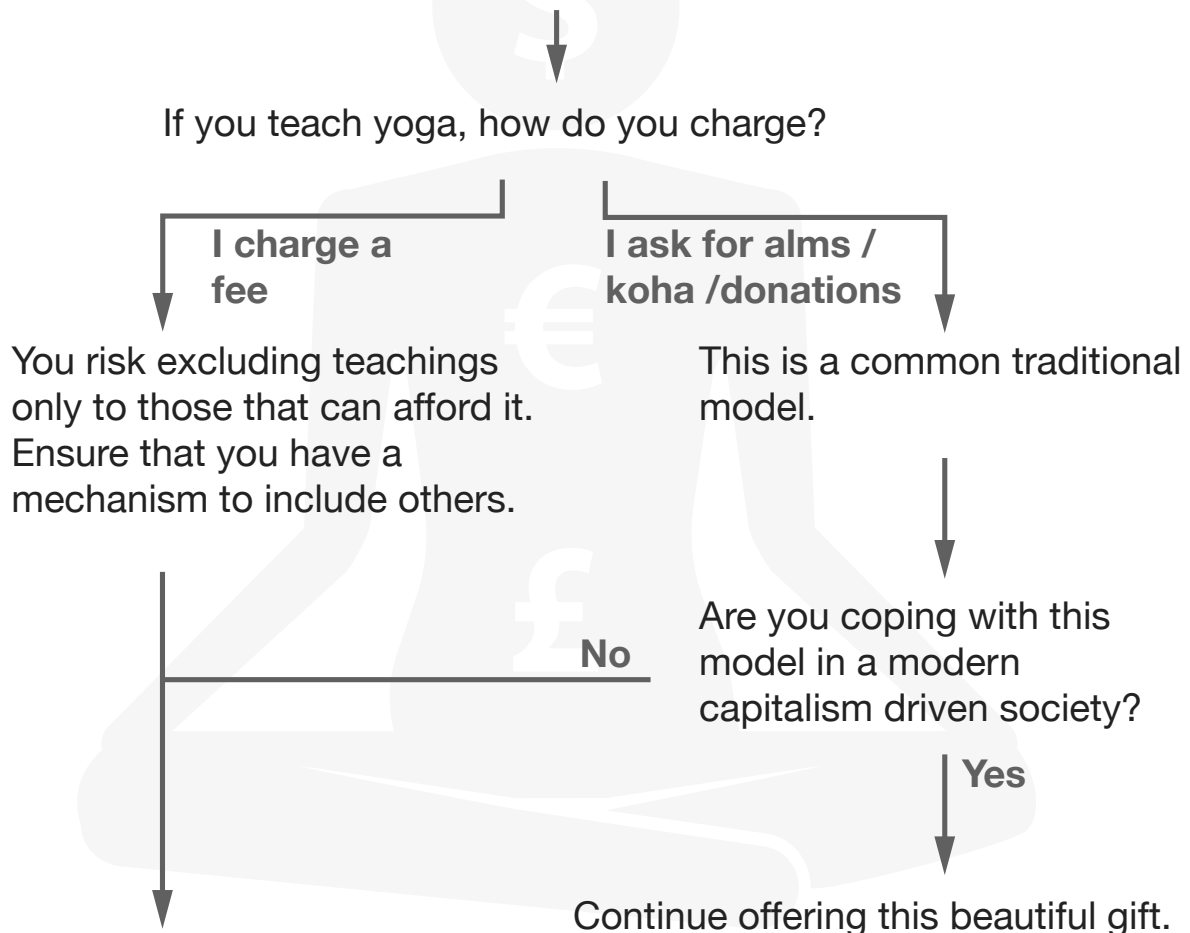 $
If you teach yoga, how do you charge?
I charge a
fee
I ask for alms /
koha /donations
€
You risk excluding teachings
only to those that can afford it.
Ensure that you have a
mechanism to include others.
This is a common traditional
model.
£
No
Are you coping with this
model in a modern
capitalism driven society?
Yes
Continue offering this beautiful gift.